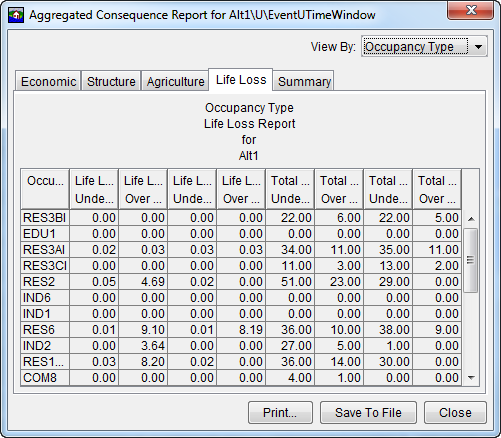 Aggregated Consequence Report for Alt1\U\EventUTimeWindow
View By: Occupancy Type
Economic Structure Agriculture Life Loss Summary
Occupancy Type
Life Loss Report
for
Alt1
Occu... Life L... Life L... Life L... Life L... Total ... Total ... Total ... Total ...
Unde... Over ... Unde... Over ... Unde... Over ... Unde... Over ...
RES3BI 0.00 0.00 0.00 0.00 22.00 6.00 22.00 5.00
EDU1 0.00 0.00 0.00 0.00 0.00 0.00 0.00 0.00
RES3AI 0.02 0.03 0.03 0.03 34.00 11.00 35.00 11.00
RES3CI 0.00 0.00 0.00 0.00 11.00 3.00 13.00 2.00
RES2 0.05 4.69 0.02 0.00 51.00 23.00 29.00 0.00
IND6 0.00 0.00 0.00 0.00 0.00 0.00 0.00 0.00
IND1 0.00 0.00 0.00 0.00 0.00 0.00 0.00 0.00
RES6 0.01 9.10 0.01 8.19 36.00 10.00 38.00 9.00
IND2 0.00 3.64 0.00 0.00 27.00 5.00 1.00 0.00
RES1... 0.03 8.20 0.02 0.00 36.00 14.00 30.00 0.00
COM8 0.00 0.00 0.00 0.00 4.00 1.00 0.00 0.00
Print... Save To File Close